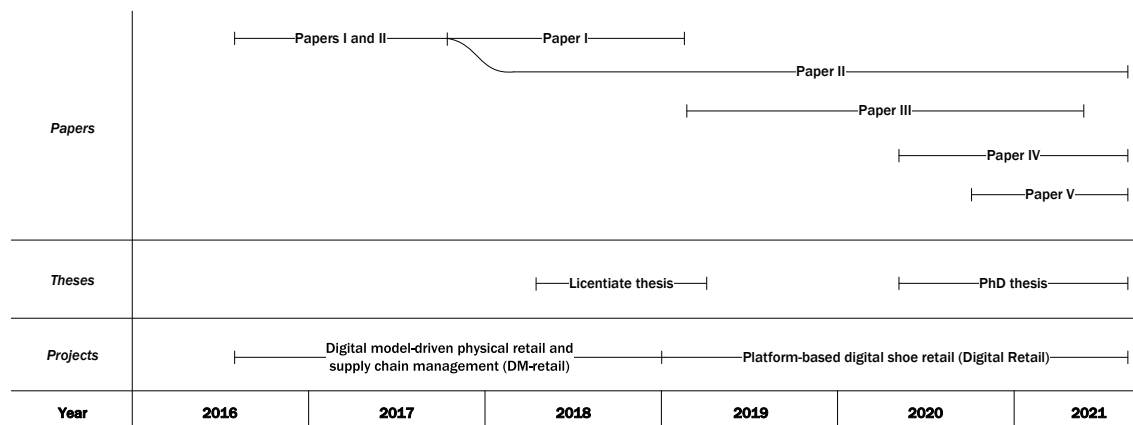 Papers I and II
Paper I
Paper II
Paper III
Papers
Paper IV
Paper V
Theses
Licentiate thesis
PhD thesis
Projects
Digital model-driven physical retail and
supply chain management (DM-retail)
Platform-based digital shoe retail (Digital Retail)
Year
2016
2017
2018
2019
2020
2021